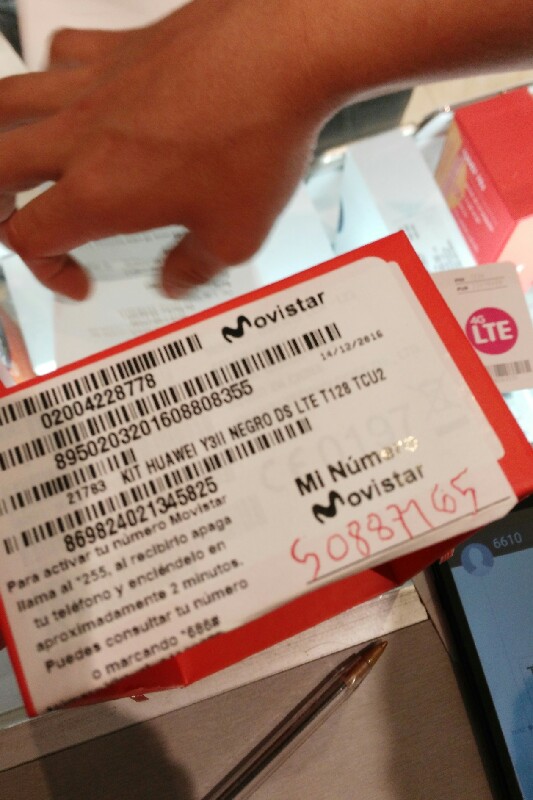 Movistar
14/12/2016
02004228778
8950203201608808355
21783 KIT HUAWEI Y3II NEGRO DS LTE T128 TCU2
869824021345825
Mi Número
Movistar
50887165
Para activar tu número Movistar
llama al *255, al recibirlo apaga
tu teléfono y enciéndelo en
aproximadamente 2 minutos.
Puedes consultar tu número
o marcando *686#
4G
LTE
6610